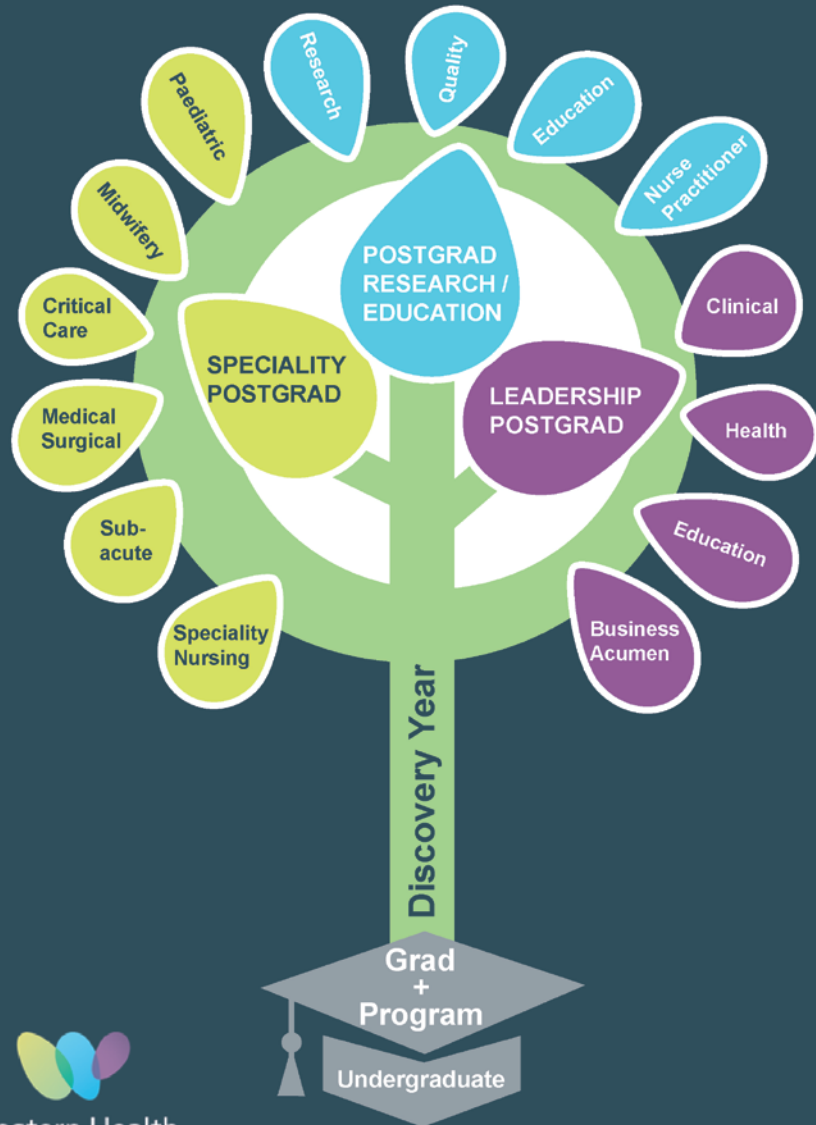 Research
Quality
Education
Nurse
Practitioner
Paediatric
Midwifery
Critical
Care
Medical
Surgical
Sub-
acute
Speciality
Nursing
POSTGRAD
RESEARCH /
EDUCATION
SPECIALITY
POSTGRAD
LEADERSHIP
POSTGRAD
Clinical
Health
Education
Business
Acumen
Discovery Year
Grad
+
Program
Undergraduate